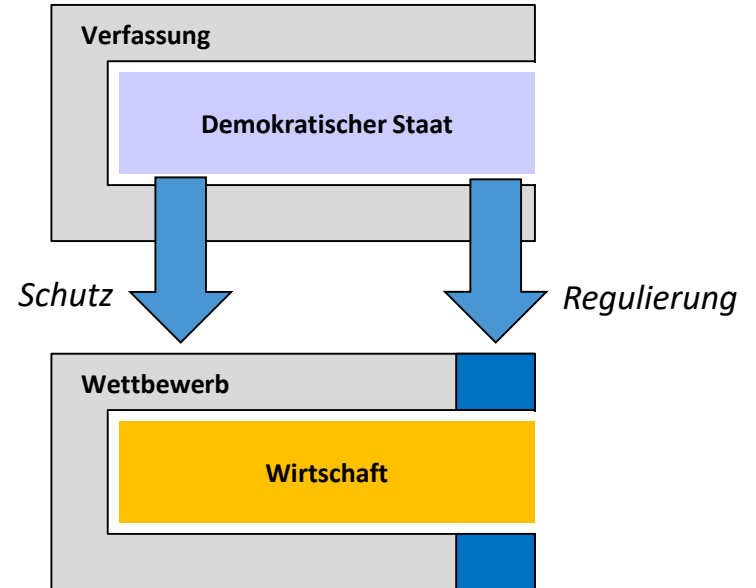 Verfassung
Demokratischer Staat
Schutz
Regulierung
Wettbewerb
Wirtschaft